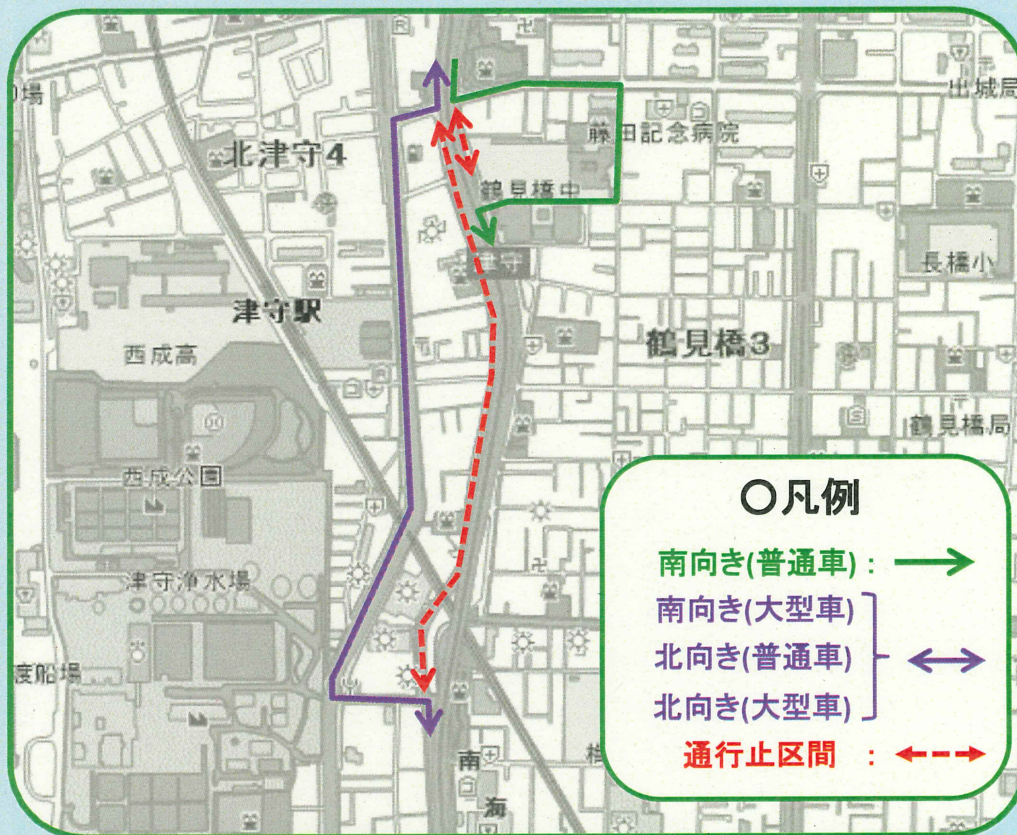 出城局
北津守4
藤田記念病院
鶴見橋中
津守
長橋小
津守駅
鶴見橋3
西成高
鶴見橋局
西成公園
津守浄水場
渡船場
南
海
〇凡例
南向き(普通車) :
南向き(大型車)
北向き(普通車)
北向き(大型車)
通行止区間 :